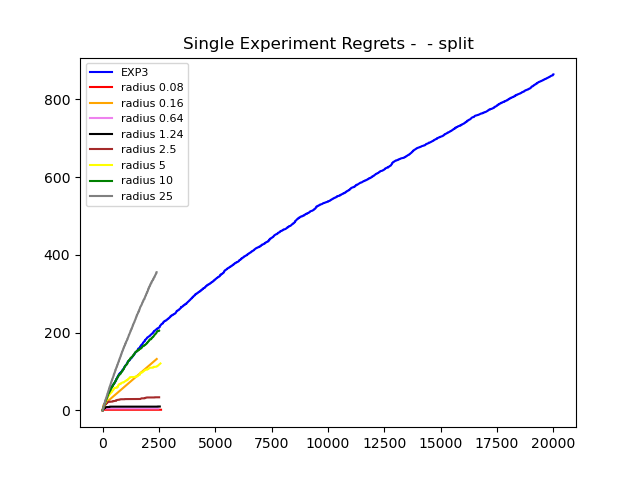 Single Experiment Regrets -  - split
EXP3
radius 0.08
radius 0.16
radius 0.64
radius 1.24
radius 2.5
radius 5
radius 10
radius 25
800
600
400
200
0
0 2500 5000 7500 10000 12500 15000 17500 20000